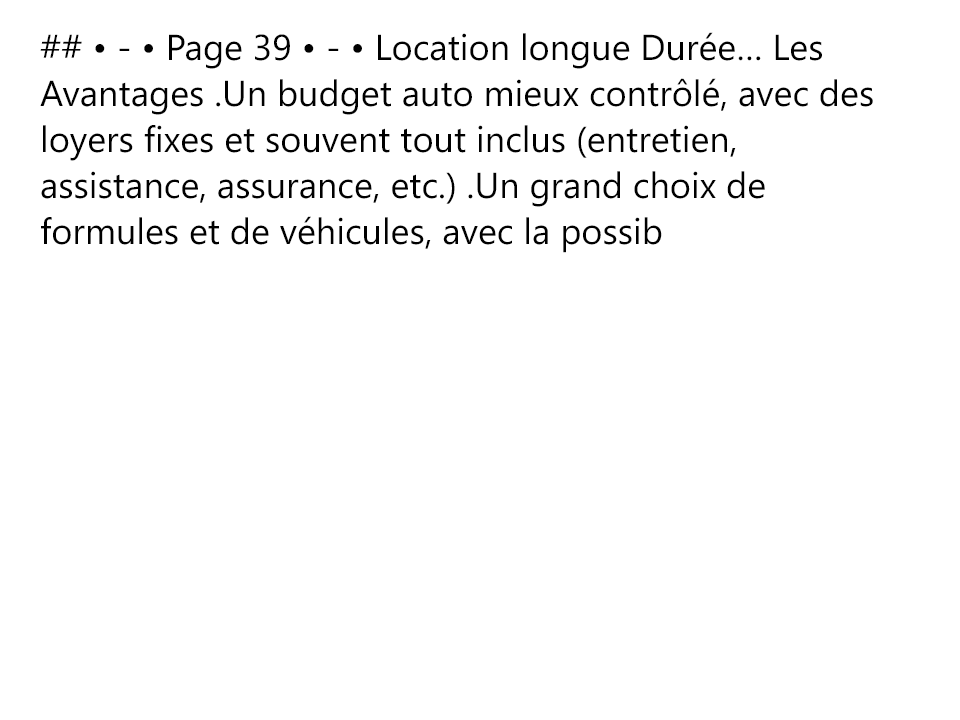 ## • - • Page 39 • - • Location longue Durée… Les
Avantages .Un budget auto mieux contrôlé, avec des
loyers fixes et souvent tout inclus (entretien,
assistance, assurance, etc.) .Un grand choix de
formules et de véhicules, avec la possib